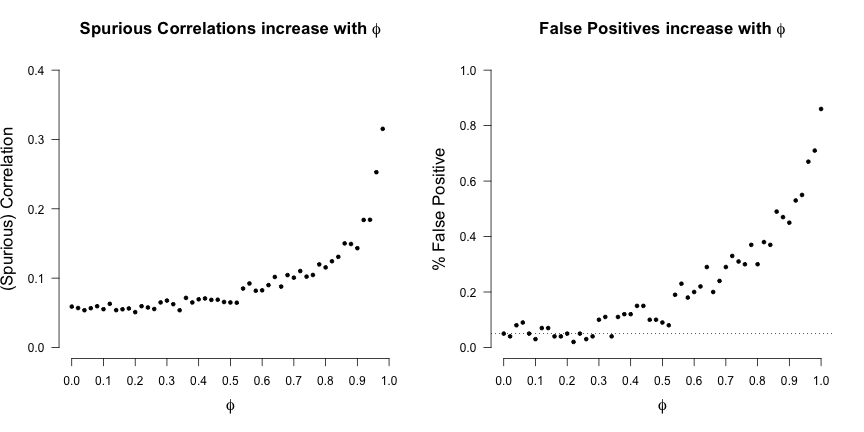 Spurious Correlations increase with ϕ
(Spurious) Correlation
0.4
0.3
0.2
0.1
0.0
0.0 0.1 0.2 0.3 0.4 0.5 0.6 0.7 0.8 0.9 1.0
ϕ
False Positives increase with ϕ
% False Positive
1.0
0.8
0.6
0.4
0.2
0.0
0.0 0.1 0.2 0.3 0.4 0.5 0.6 0.7 0.8 0.9 1.0
ϕ